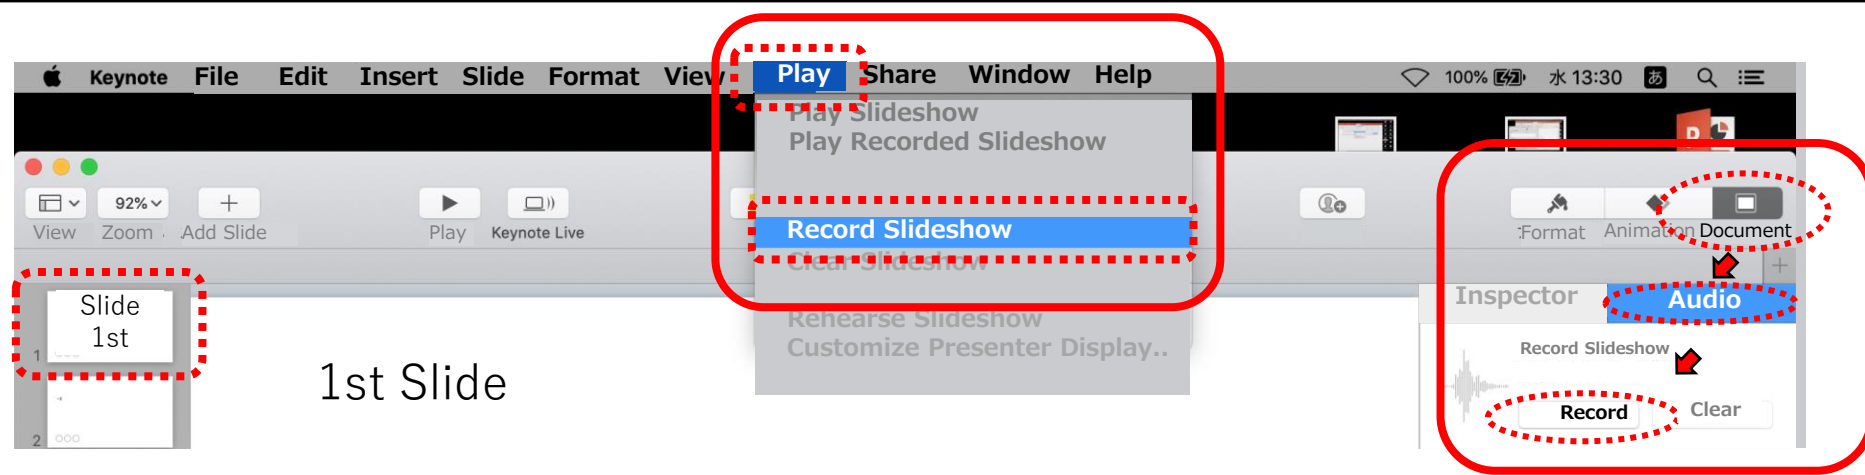 Keynote File Edit Insert Slide Format View Play Share Window Help 100% 水 13:30 あ
Play Slideshow
Play Recorded Slideshow
Record Slideshow
Clear Slideshow
Rehearse Slideshow
Customize Presenter Display..
92%
View Zoom Add Slide Play Keynote Live Format Animation Document
Slide
1st
1
2
1st Slide
Inspector Audio
Record Slideshow
Record Clear